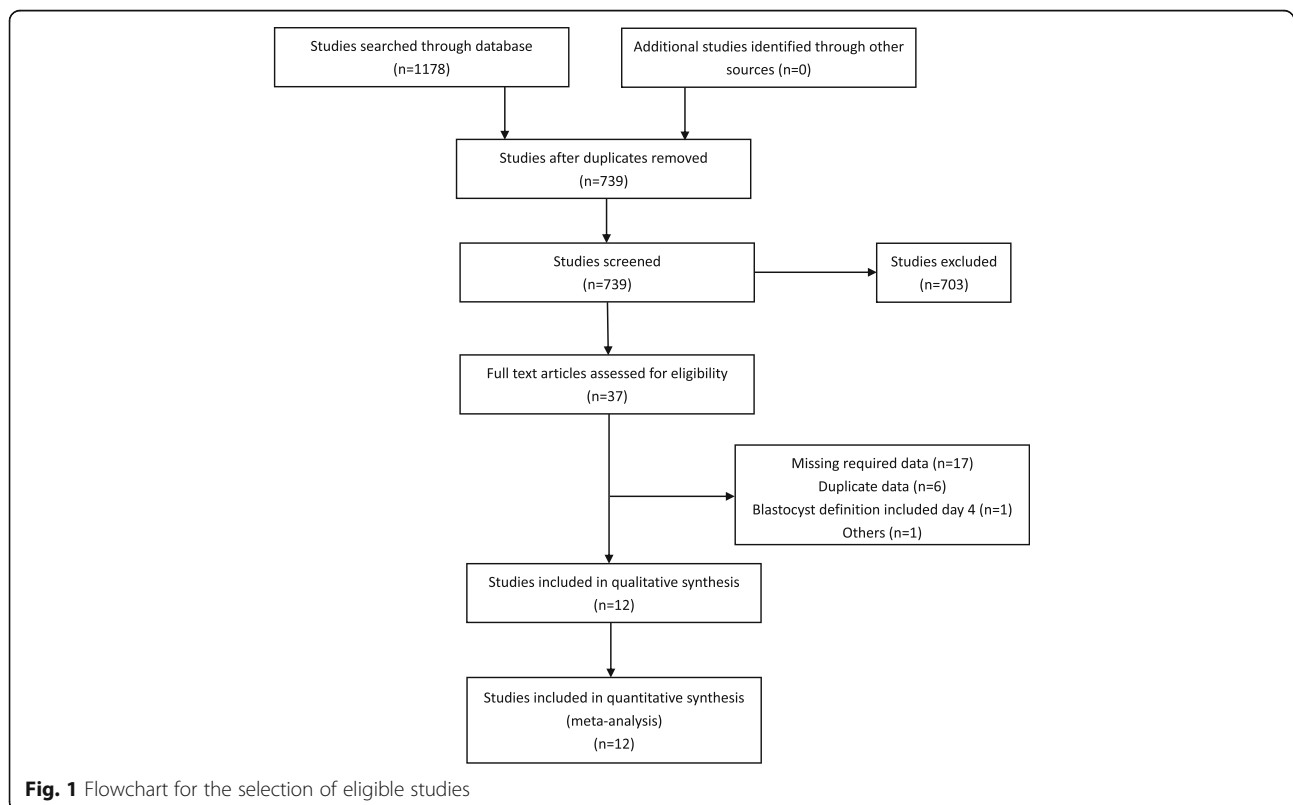 Studies searched through database
(n=1178)
Additional studies identified through other
sources (n=0)
Studies after duplicates removed
(n=739)
Studies screened
(n=739)
Studies excluded
(n=703)
Full text articles assessed for eligibility
(n=37)
Missing required data (n=17)
Duplicate data (n=6)
Blastocyst definition included day 4 (n=1)
Others (n=1)
Studies included in qualitative synthesis
(n=12)
Studies included in quantitative synthesis
(meta-analysis)
(n=12)
Fig. 1 Flowchart for the selection of eligible studies